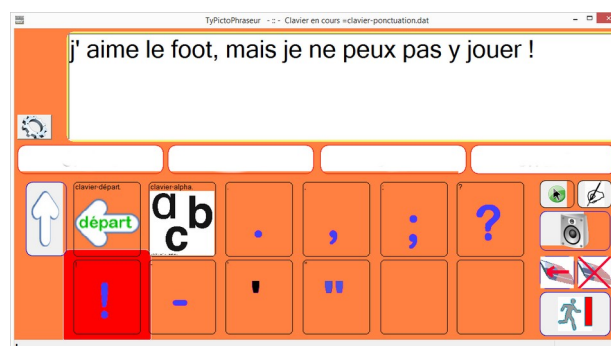 TyPictoPhraseur - :: - Clavier en cours =clavier-ponctuation.dat
j' aime le foot, mais je ne peux pas y jouer !
clavier-départ.
départ
clavier-alpha.
a b
c
.
,
;
?
!
-
'
"